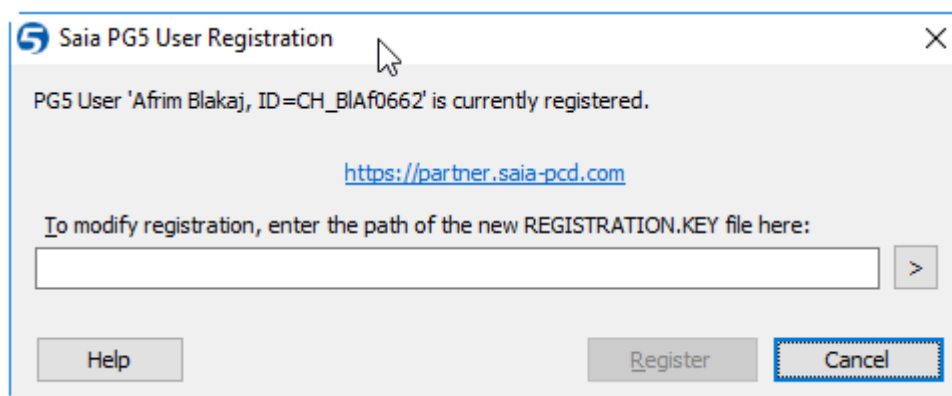 Saia PG5 User Registration
PG5 User 'Afrim Blakaj, ID=CH_BlAf0662' is currently registered.
https://partner.saia-pcd.com
To modify registration, enter the path of the new REGISTRATION.KEY file here:
>
Help
Register
Cancel